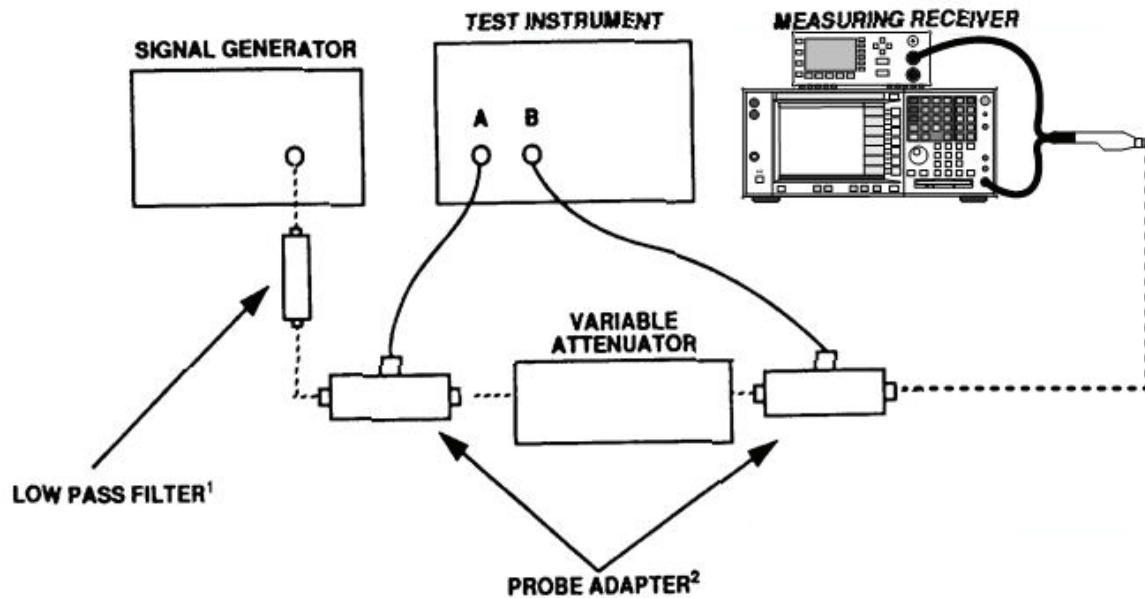 SIGNAL GENERATOR
TEST INSTRUMENT
MEASURING RECEIVER
A B
VARIABLE
ATTENUATOR
LOW PASS FILTER¹
PROBE ADAPTER²